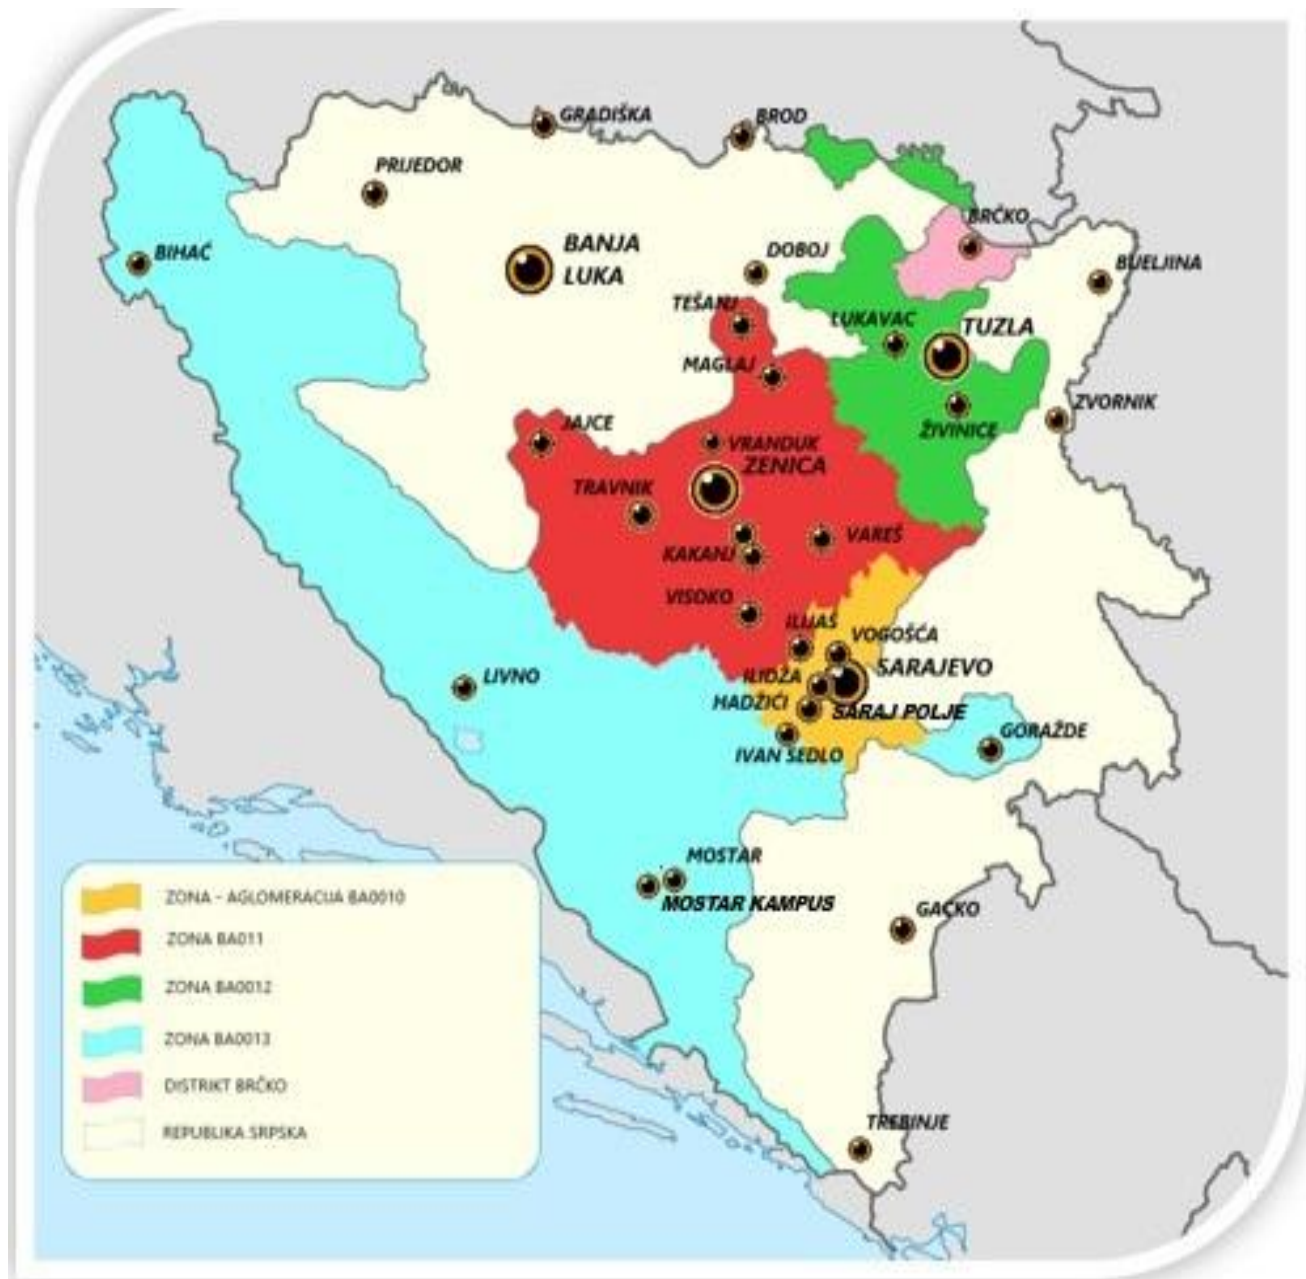 GRADIŠKA
BROD
PRIJEDOR
BRČKO
BANJA
LUKA
DOBOJ
BIHAĆ
BIJELJINA
TEŠANJ
LUKAVAC
TUZLA
MAGLAJ
ZVORNIK
JAJCE
ŽIVINICE
VRANDUK
ZENICA
TRAVNIK
VAREŠ
KAKANJ
VISOKO
ILIJAŠ
VOGOŠĆA
SARAJEVO
ILIDŽA
LIVNO
HADŽIĆI
SARAJ POLJE
GORAŽDE
IVAN SEDLO
MOSTAR
MOSTAR KAMPUS
GACKO
TREBINJE
ZONA - AGLOMERACIJA BA0010
ZONA BA011
ZONA BA0012
ZONA BA0013
DISTRIKT BRČKO
REPUBLIKA SRPSKA